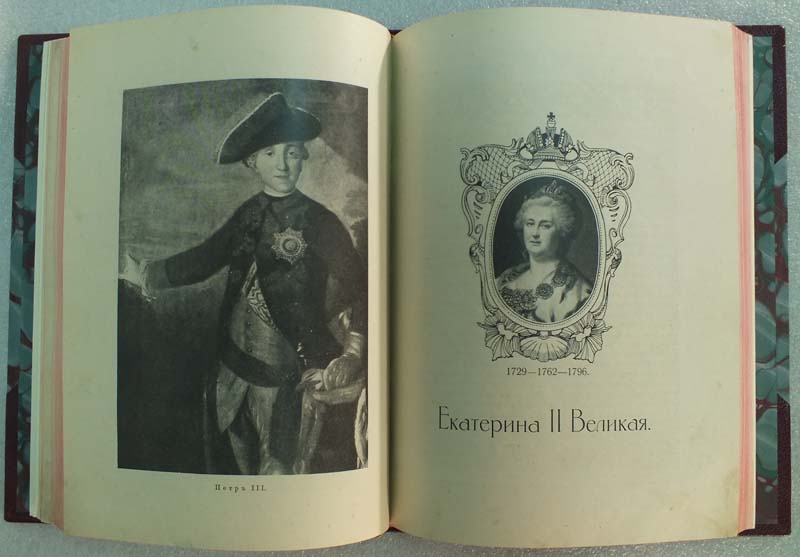 Петръ III.
1729—1762—1796.
Екатерина II Великая.